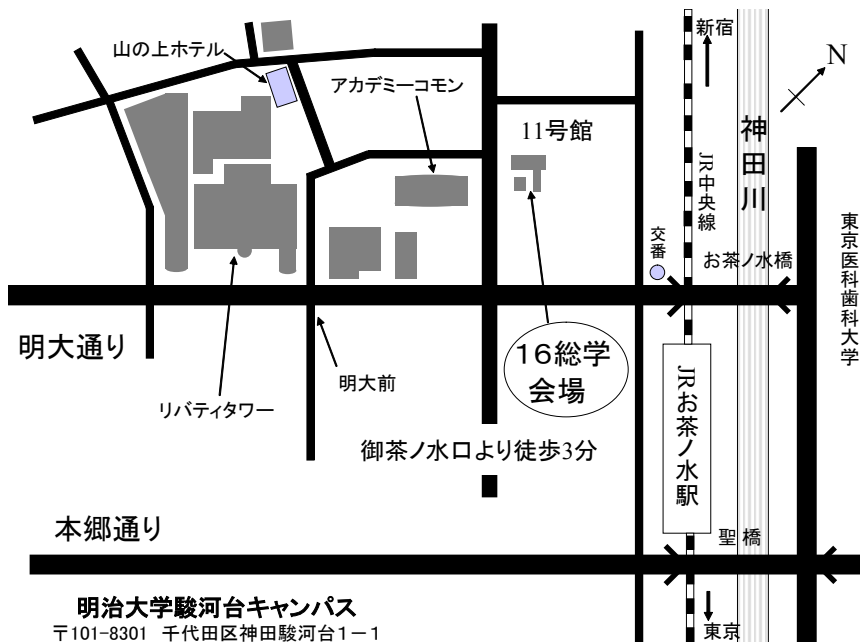 新宿
山の上ホテル
N
アカデミーコモン
11号館
神田川
JR中央線
交番
お茶ノ水橋
東京医科歯科大学
明大通り
16総学
会場
明大前
リバティタワー
JRお茶ノ水駅
御茶ノ水口より徒歩3分
本郷通り
聖橋
明治大学駿河台キャンパス
〒101-8301 千代田区神田駿河台1-1
東京